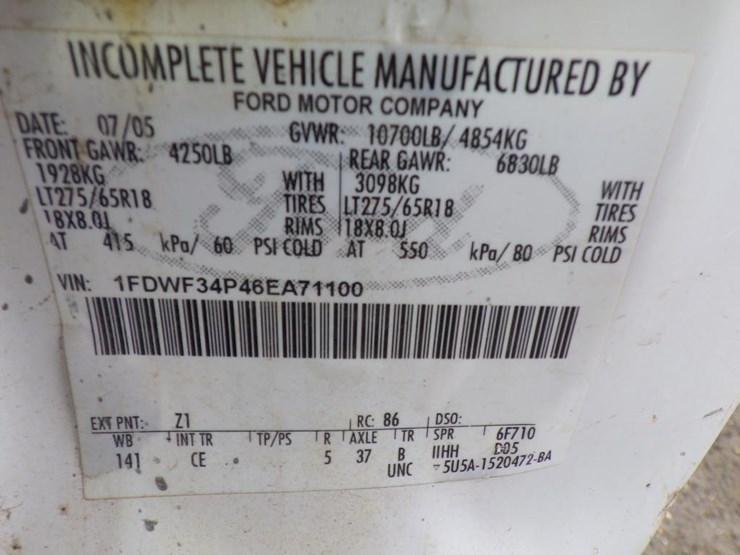 INCOMPLETE VEHICLE MANUFACTURED BY
FORD MOTOR COMPANY
DATE: 07/05 GVWR: 10700LB/ 4854KG
FRONT GAWR: 4250LB REAR GAWR: 6830LB
1928KG WITH 3098KG WITH
LT275/65R18 TIRES LT275/65R18 TIRES
18X8.0J RIMS 18X8.0J RIMS
AT 415 kPa/ 60 PSI COLD AT 550 kPa/ 80 PSI COLD
Ford
VIN: 1FDWF34P46EA71100
EXT PNT: Z1 RC: 86 DSO:
WB INT TR TP/PS R AXLE TR SPR 6F710
141 CE 5 37 B IIHH D05
UNC 5U5A-1520472-BA